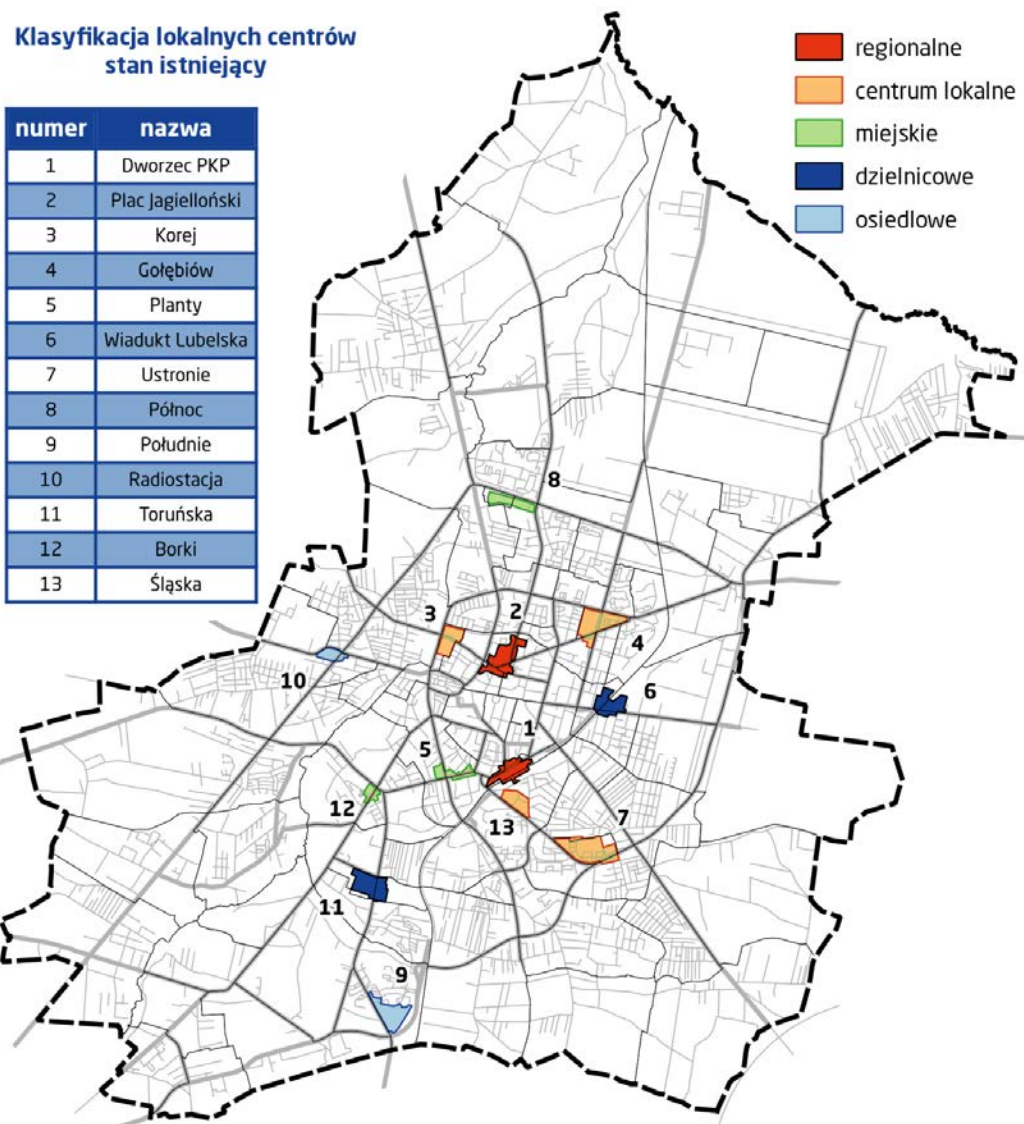 Klasyfikacja lokalnych centrów
stan istniejący
numer nazwa
1 Dworzec PKP
2 Plac Jagielloński
3 Korej
4 Gołębiów
5 Planty
6 Wiadukt Lubelska
7 Ustronie
8 Północ
9 Południe
10 Radiostacja
11 Toruńska
12 Borki
13 Śląska
regionalne
centrum lokalne
miejskie
dzielnicowe
osiedlowe
8
3
2
4
10
6
1
5
12
13
7
11
9